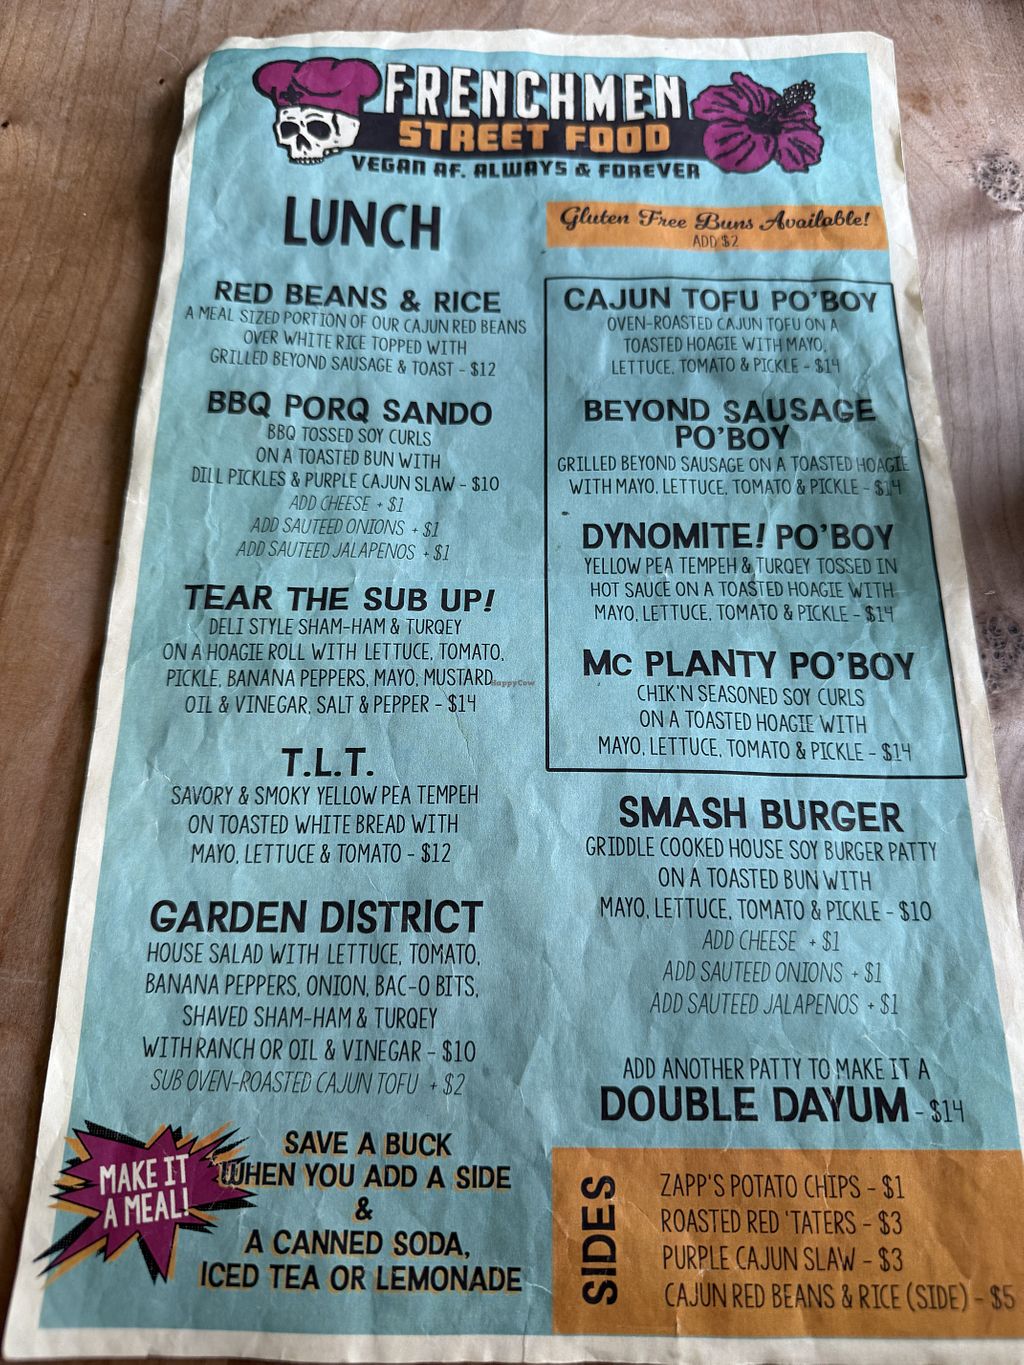 FRENCHMEN
STREET FOOD
VEGAN AF. ALWAYS & FOREVER
LUNCH
Gluten Free Buns Available!
ADD $2
RED BEANS & RICE
A MEAL SIZED PORTION OF OUR CAJUN RED BEANS
OVER WHITE RICE TOPPED WITH
GRILLED BEYOND SAUSAGE & TOAST - $12
BBQ PORQ SANDO
BBQ TOSSED SOY CURLS
ON A TOASTED BUN WITH
DILL PICKLES & PURPLE CAJUN SLAW - $10
ADD CHEESE + $1
ADD SAUTEED ONIONS + $1
ADD SAUTEED JALAPENOS + $1
TEAR THE SUB UP!
DELI STYLE SHAM-HAM & TURQEY
ON A HOAGIE ROLL WITH LETTUCE, TOMATO,
PICKLE, BANANA PEPPERS, MAYO, MUSTARD,
OIL & VINEGAR, SALT & PEPPER - $14
T.L.T.
SAVORY & SMOKY YELLOW PEA TEMPEH
ON TOASTED WHITE BREAD WITH
MAYO, LETTUCE & TOMATO - $12
GARDEN DISTRICT
HOUSE SALAD WITH LETTUCE, TOMATO,
BANANA PEPPERS, ONION, BAC-O BITS,
SHAVED SHAM-HAM & TURQEY
WITH RANCH OR OIL & VINEGAR - $10
SUB OVEN-ROASTED CAJUN TOFU + $2
MAKE IT
A MEAL!
SAVE A BUCK
WHEN YOU ADD A SIDE
&
A CANNED SODA,
ICED TEA OR LEMONADE
CAJUN TOFU PO'BOY
OVEN-ROASTED CAJUN TOFU ON A
TOASTED HOAGIE WITH MAYO,
LETTUCE, TOMATO & PICKLE - $14
BEYOND SAUSAGE
PO'BOY
GRILLED BEYOND SAUSAGE ON A TOASTED HOAGIE
WITH MAYO, LETTUCE, TOMATO & PICKLE - $14
DYNOMITE! PO'BOY
YELLOW PEA TEMPEH & TURQEY TOSSED IN
HOT SAUCE ON A TOASTED HOAGIE WITH
MAYO, LETTUCE, TOMATO & PICKLE - $14
Mc PLANTY PO'BOY
CHIK'N SEASONED SOY CURLS
ON A TOASTED HOAGIE WITH
MAYO, LETTUCE, TOMATO & PICKLE - $14
SMASH BURGER
GRIDDLE COOKED HOUSE SOY BURGER PATTY
ON A TOASTED BUN WITH
MAYO, LETTUCE, TOMATO & PICKLE - $10
ADD CHEESE + $1
ADD SAUTEED ONIONS + $1
ADD SAUTEED JALAPENOS + $1
ADD ANOTHER PATTY TO MAKE IT A
DOUBLE DAYUM - $14
SIDES
ZAPP'S POTATO CHIPS - $1
ROASTED RED 'TATERS - $3
PURPLE CAJUN SLAW - $3
CAJUN RED BEANS & RICE (SIDE) - $5
HappyCow